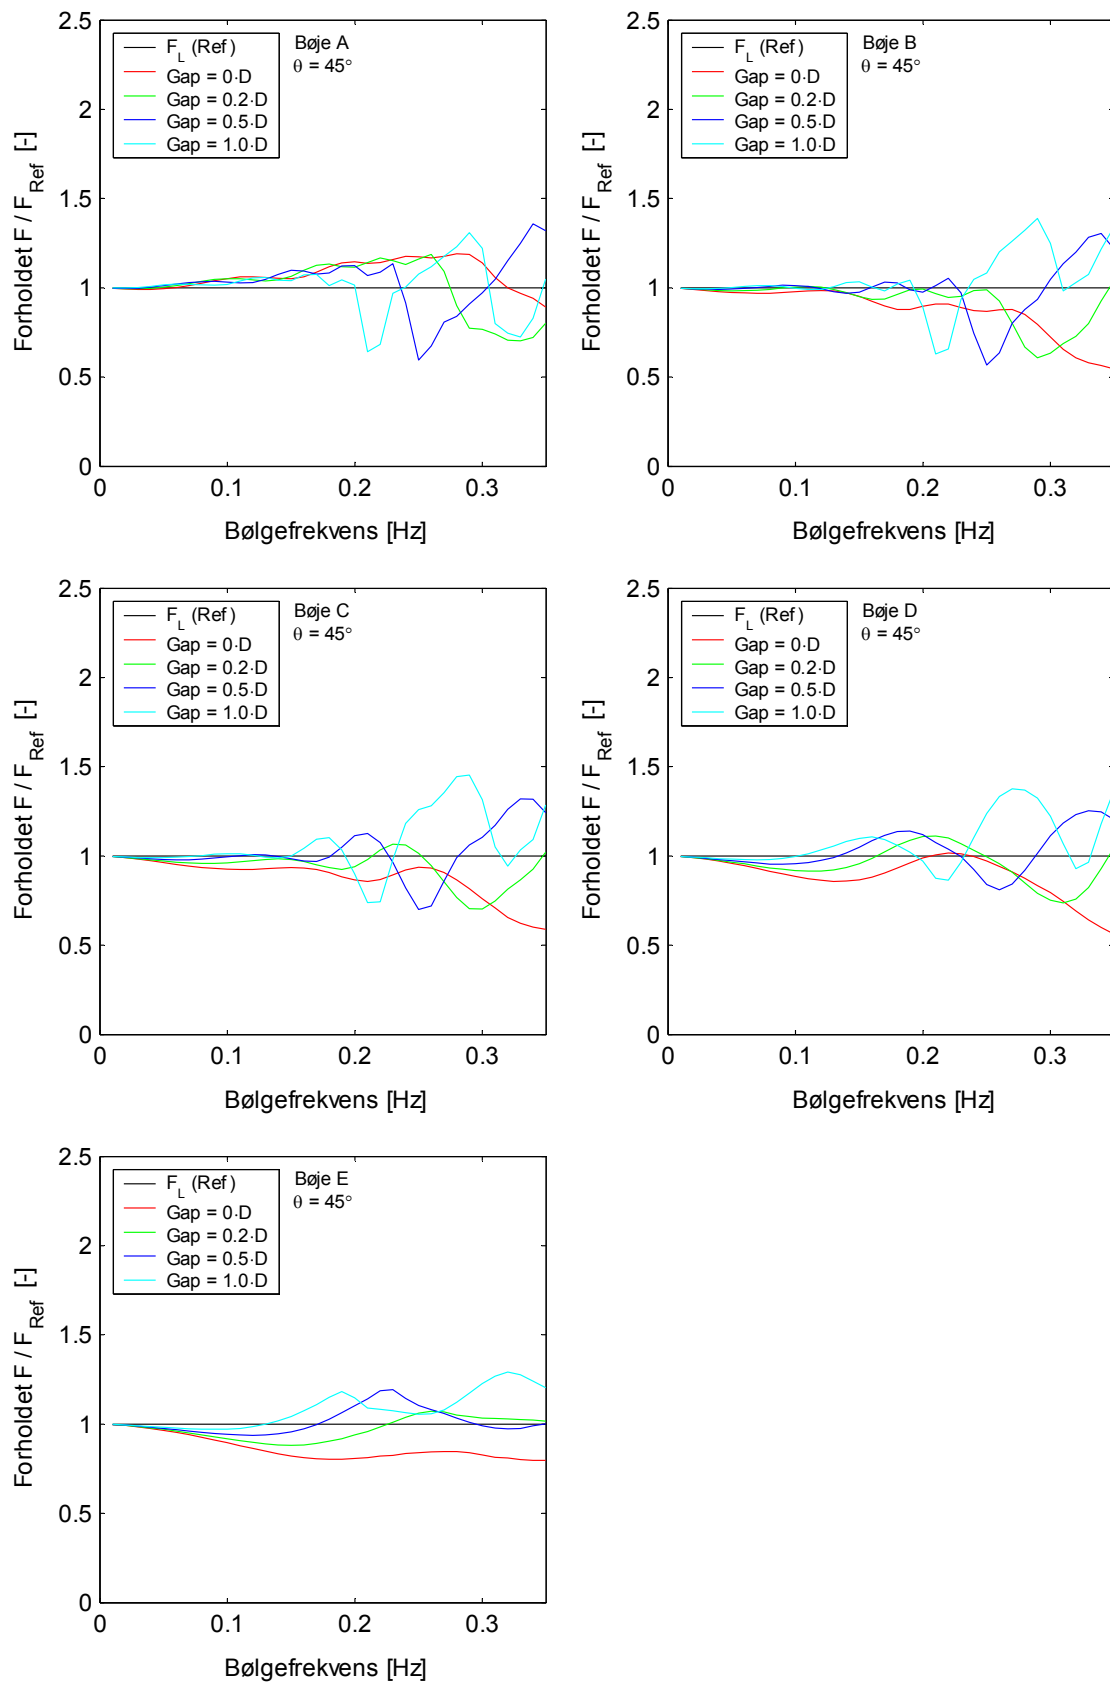 2.5
F_L (Ref)
Gap = 0·D
Gap = 0.2·D
Gap = 0.5·D
Gap = 1.0·D
Bøje A
θ = 45°
2
1.5
1
0.5
0
0 0.1 0.2 0.3
Forholdet F / F_Ref [-]
Bølgefrekvens [Hz]
2.5
F_L (Ref)
Gap = 0·D
Gap = 0.2·D
Gap = 0.5·D
Gap = 1.0·D
Bøje B
θ = 45°
2
1.5
1
0.5
0
0 0.1 0.2 0.3
Forholdet F / F_Ref [-]
Bølgefrekvens [Hz]
2.5
F_L (Ref)
Gap = 0·D
Gap = 0.2·D
Gap = 0.5·D
Gap = 1.0·D
Bøje C
θ = 45°
2
1.5
1
0.5
0
0 0.1 0.2 0.3
Forholdet F / F_Ref [-]
Bølgefrekvens [Hz]
2.5
F_L (Ref)
Gap = 0·D
Gap = 0.2·D
Gap = 0.5·D
Gap = 1.0·D
Bøje D
θ = 45°
2
1.5
1
0.5
0
0 0.1 0.2 0.3
Forholdet F / F_Ref [-]
Bølgefrekvens [Hz]
2.5
F_L (Ref)
Gap = 0·D
Gap = 0.2·D
Gap = 0.5·D
Gap = 1.0·D
Bøje E
θ = 45°
2
1.5
1
0.5
0
0 0.1 0.2 0.3
Forholdet F / F_Ref [-]
Bølgefrekvens [Hz]